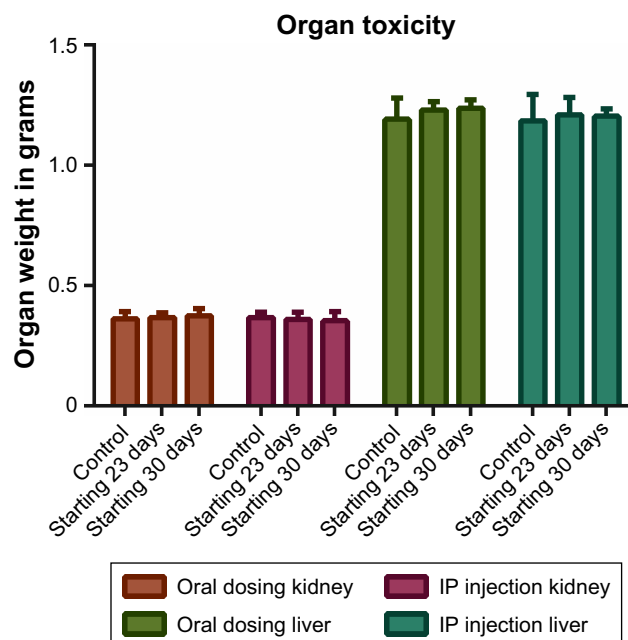 Organ toxicity
Organ weight in grams
1.5
1.0
0.5
0
Control
Starting 23 days
Starting 30 days
Control
Starting 23 days
Starting 30 days
Control
Starting 23 days
Starting 30 days
Control
Starting 23 days
Starting 30 days
Oral dosing kidney
IP injection kidney
Oral dosing liver
IP injection liver